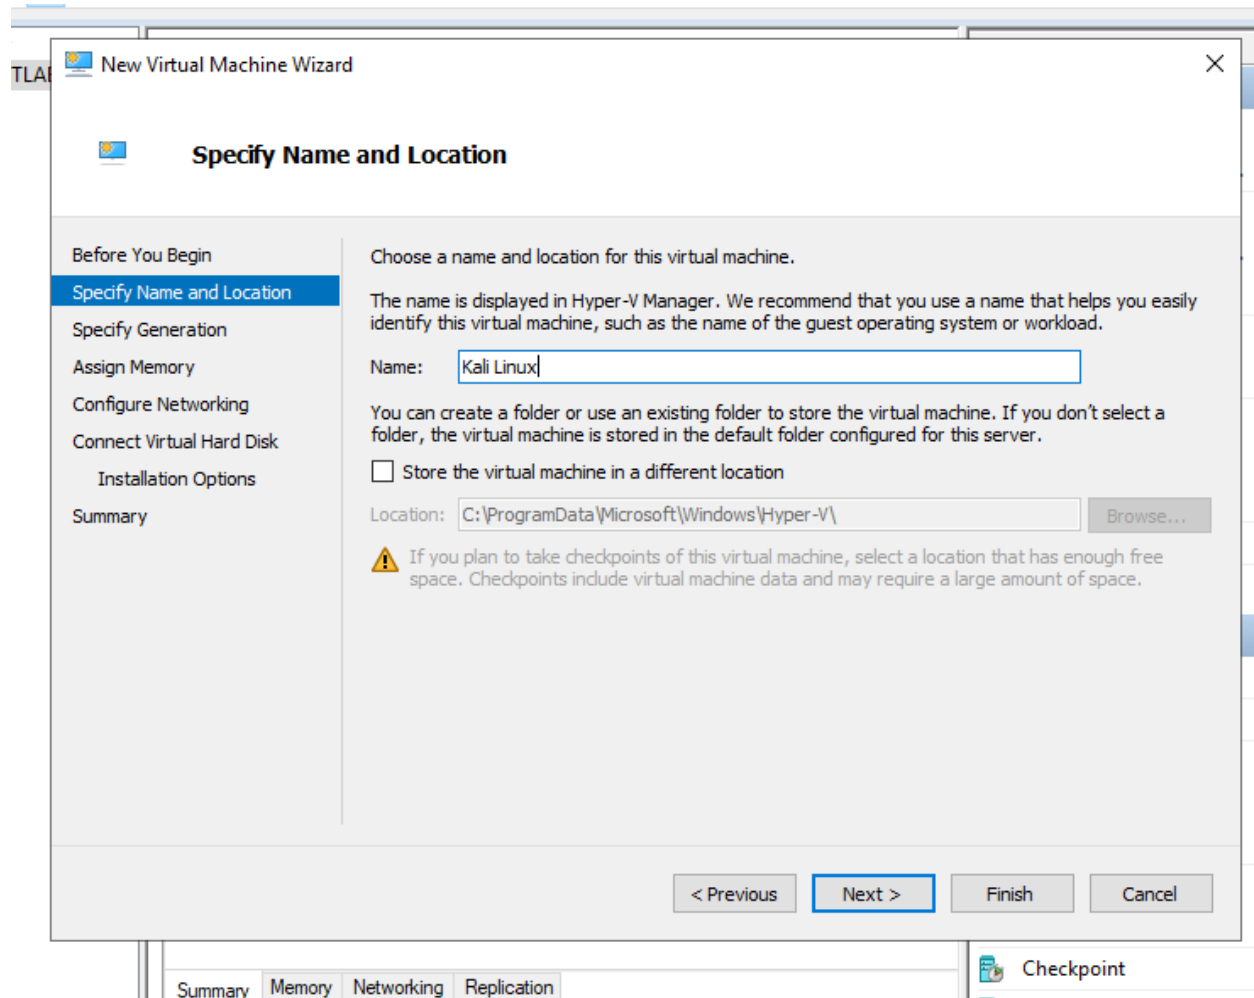 TLAB
New Virtual Machine Wizard
Specify Name and Location
Before You Begin
Specify Name and Location
Specify Generation
Assign Memory
Configure Networking
Connect Virtual Hard Disk
Installation Options
Summary
Choose a name and location for this virtual machine.
The name is displayed in Hyper-V Manager. We recommend that you use a name that helps you easily
identify this virtual machine, such as the name of the guest operating system or workload.
Name: Kali Linux
You can create a folder or use an existing folder to store the virtual machine. If you don’t select a
folder, the virtual machine is stored in the default folder configured for this server.
Store the virtual machine in a different location
Location: C:\ProgramData\Microsoft\Windows\Hyper-V\ Browse...
If you plan to take checkpoints of this virtual machine, select a location that has enough free
space. Checkpoints include virtual machine data and may require a large amount of space.
< Previous Next > Finish Cancel
Checkpoint
Summary Memory Networking Replication